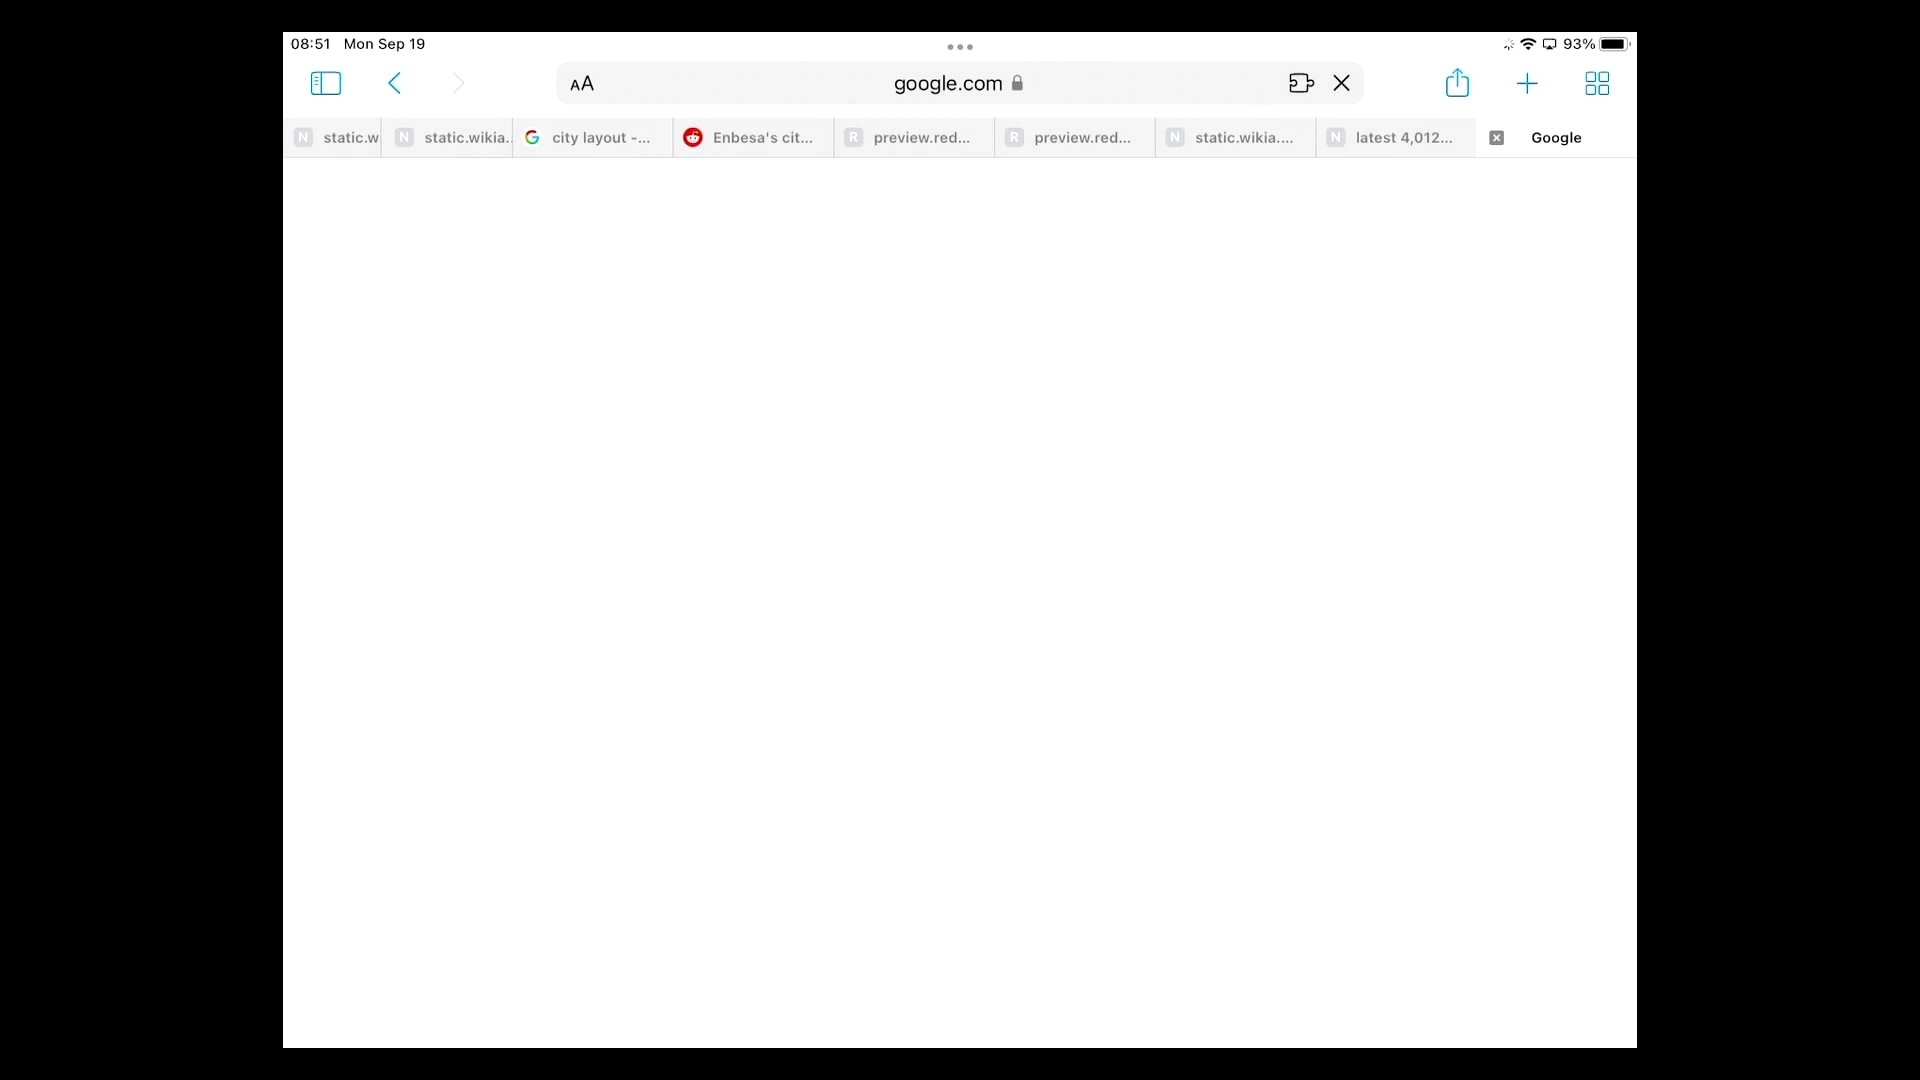 08:51 Mon Sep 19
93%
AA
google.com
N static.w
N static.wikia.
G city layout -...
Enbesa's cit...
R preview.red...
R preview.red...
N static.wikia....
N latest 4,012...
Google